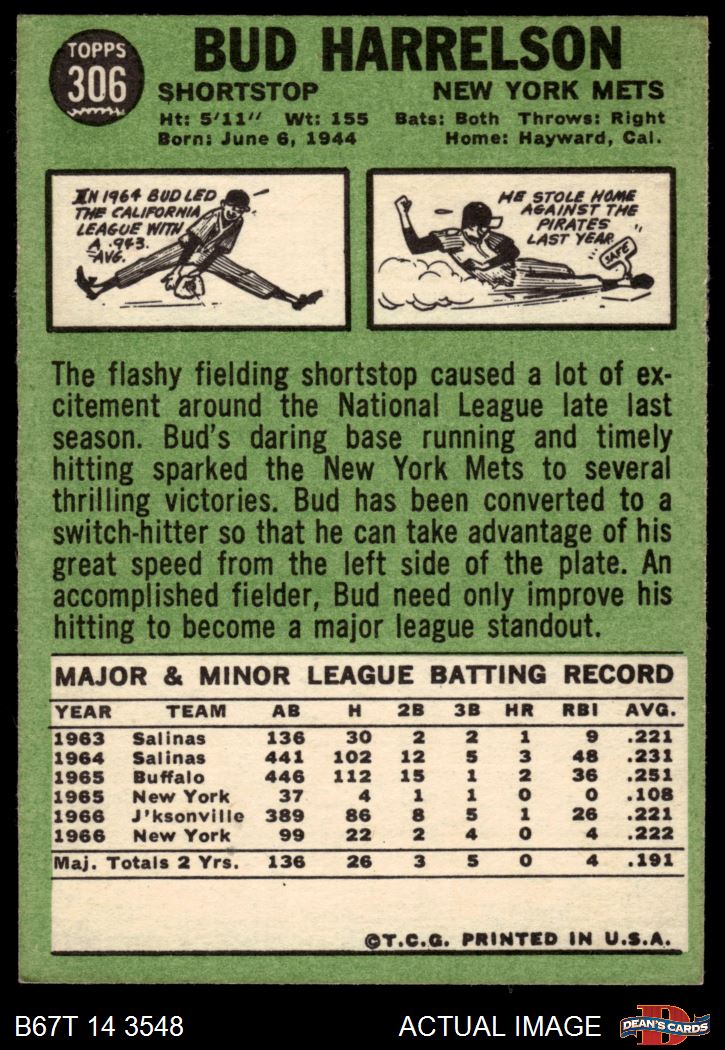 TOPPS
306
BUD HARRELSON
SHORTSTOP NEW YORK METS
Ht: 5'11" Wt: 155 Bats: Both Throws: Right
Born: June 6, 1944 Home: Hayward, Cal.
IN 1964 BUD LED
THE CALIFORNIA
LEAGUE WITH
A .943.
AVG.
HE STOLE HOME
AGAINST THE
PIRATES
LAST YEAR.
SAFE
The flashy fielding shortstop caused a lot of ex-
citement around the National League late last
season. Bud's daring base running and timely
hitting sparked the New York Mets to several
thrilling victories. Bud has been converted to a
switch-hitter so that he can take advantage of his
great speed from the left side of the plate. An
accomplished fielder, Bud need only improve his
hitting to become a major league standout.
MAJOR & MINOR LEAGUE BATTING RECORD
YEAR TEAM AB H 2B 3B HR RBI AVG.
1963 Salinas 136 30 2 2 1 9 .221
1964 Salinas 441 102 12 5 3 48 .231
1965 Buffalo 446 112 15 1 2 36 .251
1965 New York 37 4 1 1 0 0 .108
1966 J'ksonville 389 86 8 5 1 26 .221
1966 New York 99 22 2 4 0 4 .222
Maj. Totals 2 Yrs. 136 26 3 5 0 4 .191
©T.C.G. PRINTED IN U.S.A.
B67T 14 3548 ACTUAL IMAGE
D
DEAN'S CARDS